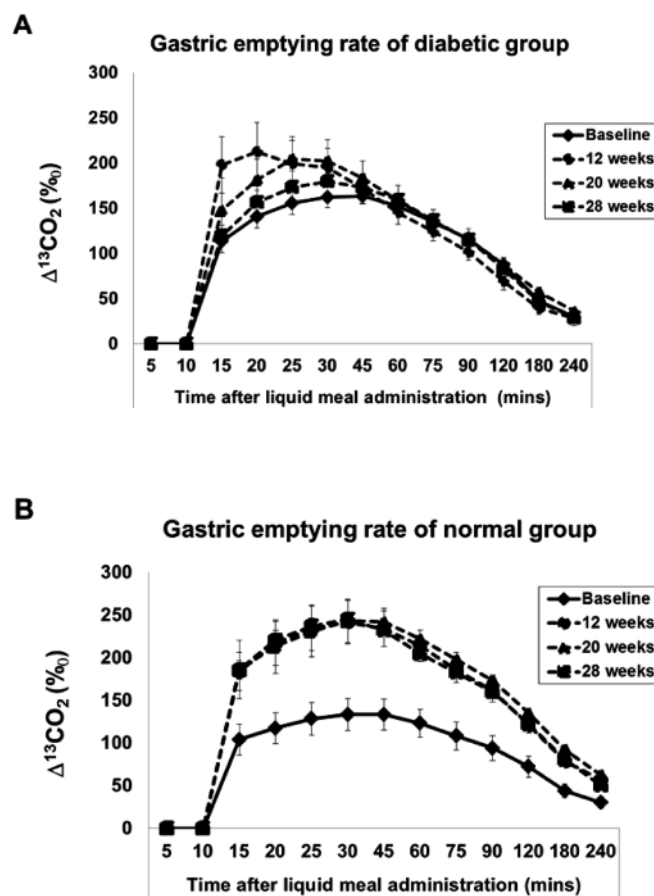 A
Gastric emptying rate of diabetic group
300
250
200
150
100
50
0
Δ¹³CO₂ (‰)
Baseline
12 weeks
20 weeks
28 weeks
5 10 15 20 25 30 45 60 75 90 120 180 240
Time after liquid meal administration (mins)
B
Gastric emptying rate of normal group
300
250
200
150
100
50
0
Δ¹³CO₂ (‰)
Baseline
12 weeks
20 weeks
28 weeks
5 10 15 20 25 30 45 60 75 90 120 180 240
Time after liquid meal administration (mins)